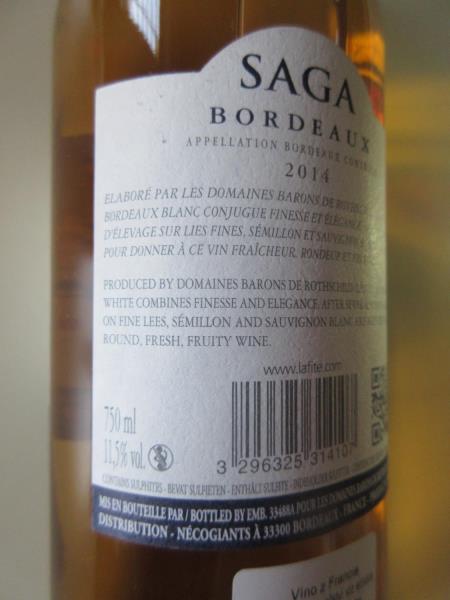 SAGA
BORDEAUX
APPELLATION BORDEAUX
2014
ELABORÉ PAR LES DOMAINES BARONS DE
BORDEAUX BLANC CONJUGUE FINESSE ET
D'ÉLEVAGE SUR LIES FINES, SÉMILLON ET
POUR DONNER À CE VIN FRAÎCHEUR, RONDEUR ET
PRODUCED BY DOMAINES BARONS DE ROTHSCHILD
WHITE COMBINES FINESSE AND ELEGANCE. AFTER
ON FINE LEES, SÉMILLON AND SAUVIGNON BLANC
ROUND, FRESH, FRUITY WINE.
www.lafite.com
750 ml
11,5% vol.
3 296325 314107
CONTAINS SULPHITES - BEVAT SULFIETEN - ENTHÄLT SULFITE -
MIS EN BOUTEILLE PAR / BOTTLED BY EMB. 33488A POUR LES DOMAINES
DISTRIBUTION - NÉGOCIANTS À 33300 BORDEAUX - FRANCE -
Vino z Francie